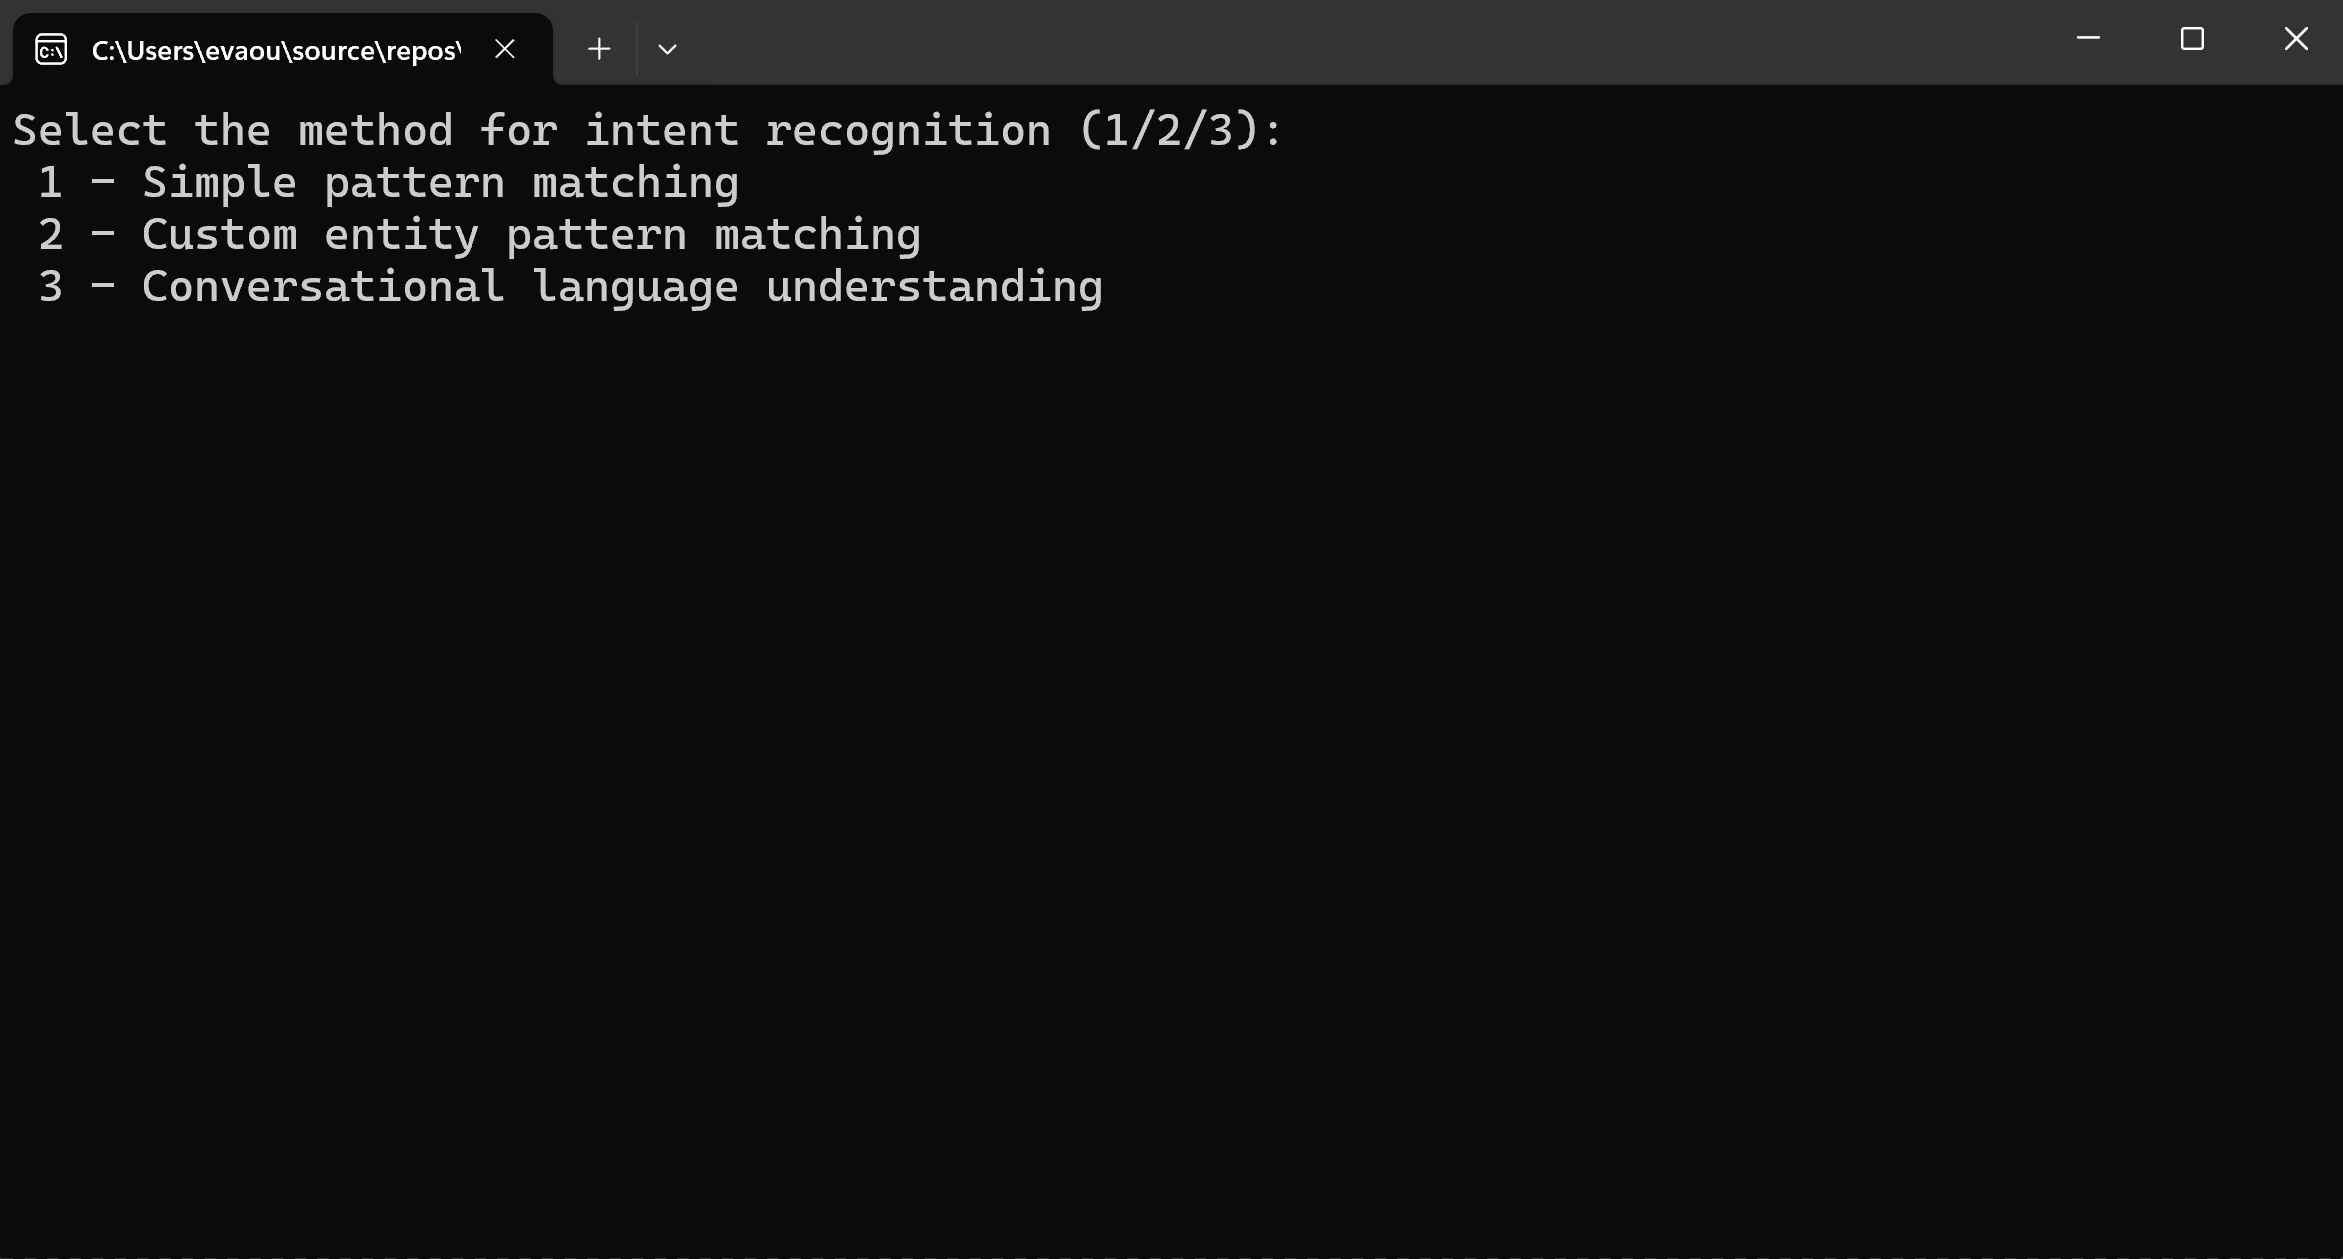 C:\Users\evaou\source\repos\
Select the method for intent recognition (1/2/3):
1 - Simple pattern matching
2 - Custom entity pattern matching
3 - Conversational language understanding